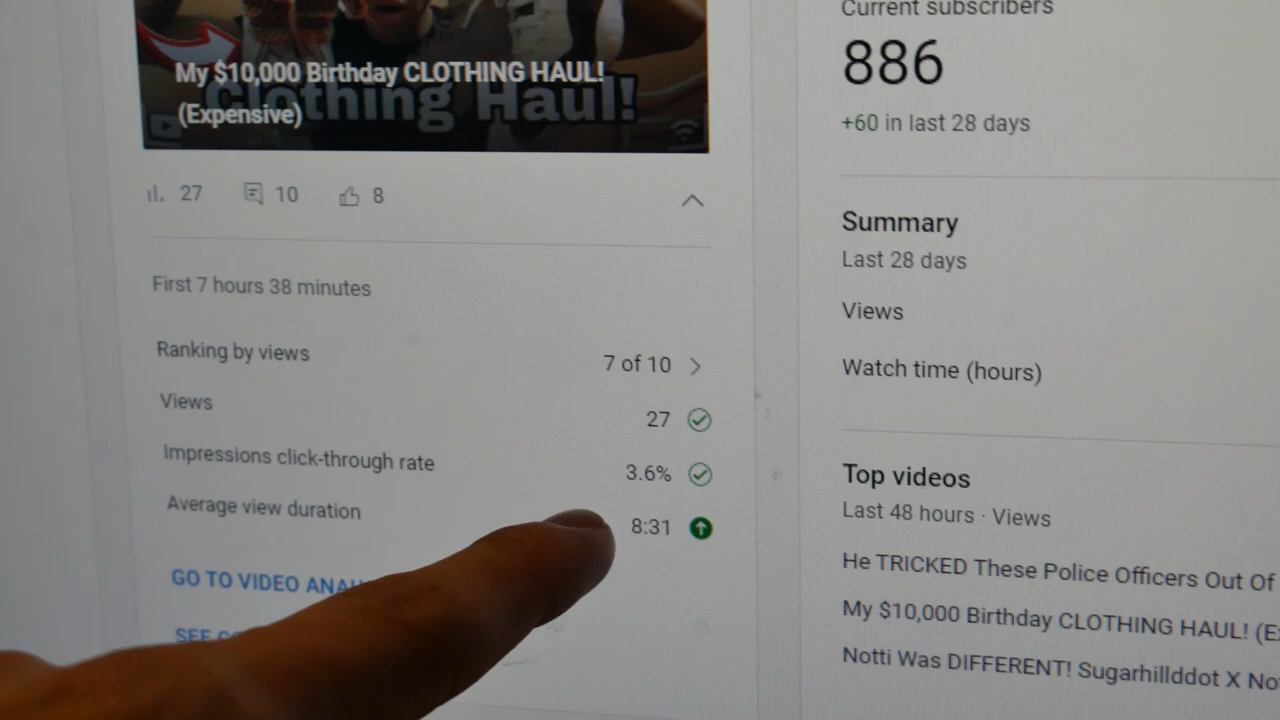 My $10,000 Birthday CLOTHING HAUL!
(Expensive)
Clothing Haul!
27 10 8
First 7 hours 38 minutes
Ranking by views 7 of 10
Views 27
Impressions click-through rate 3.6%
Average view duration 8:31
GO TO VIDEO
SEE
Current subscribers
886
+60 in last 28 days
Summary
Last 28 days
Views
Watch time (hours)
Top videos
Last 48 hours · Views
He TRICKED These Police Officers Out Of
My $10,000 Birthday CLOTHING HAUL! (E
Notti Was DIFFERENT! Sugarhillddot X No